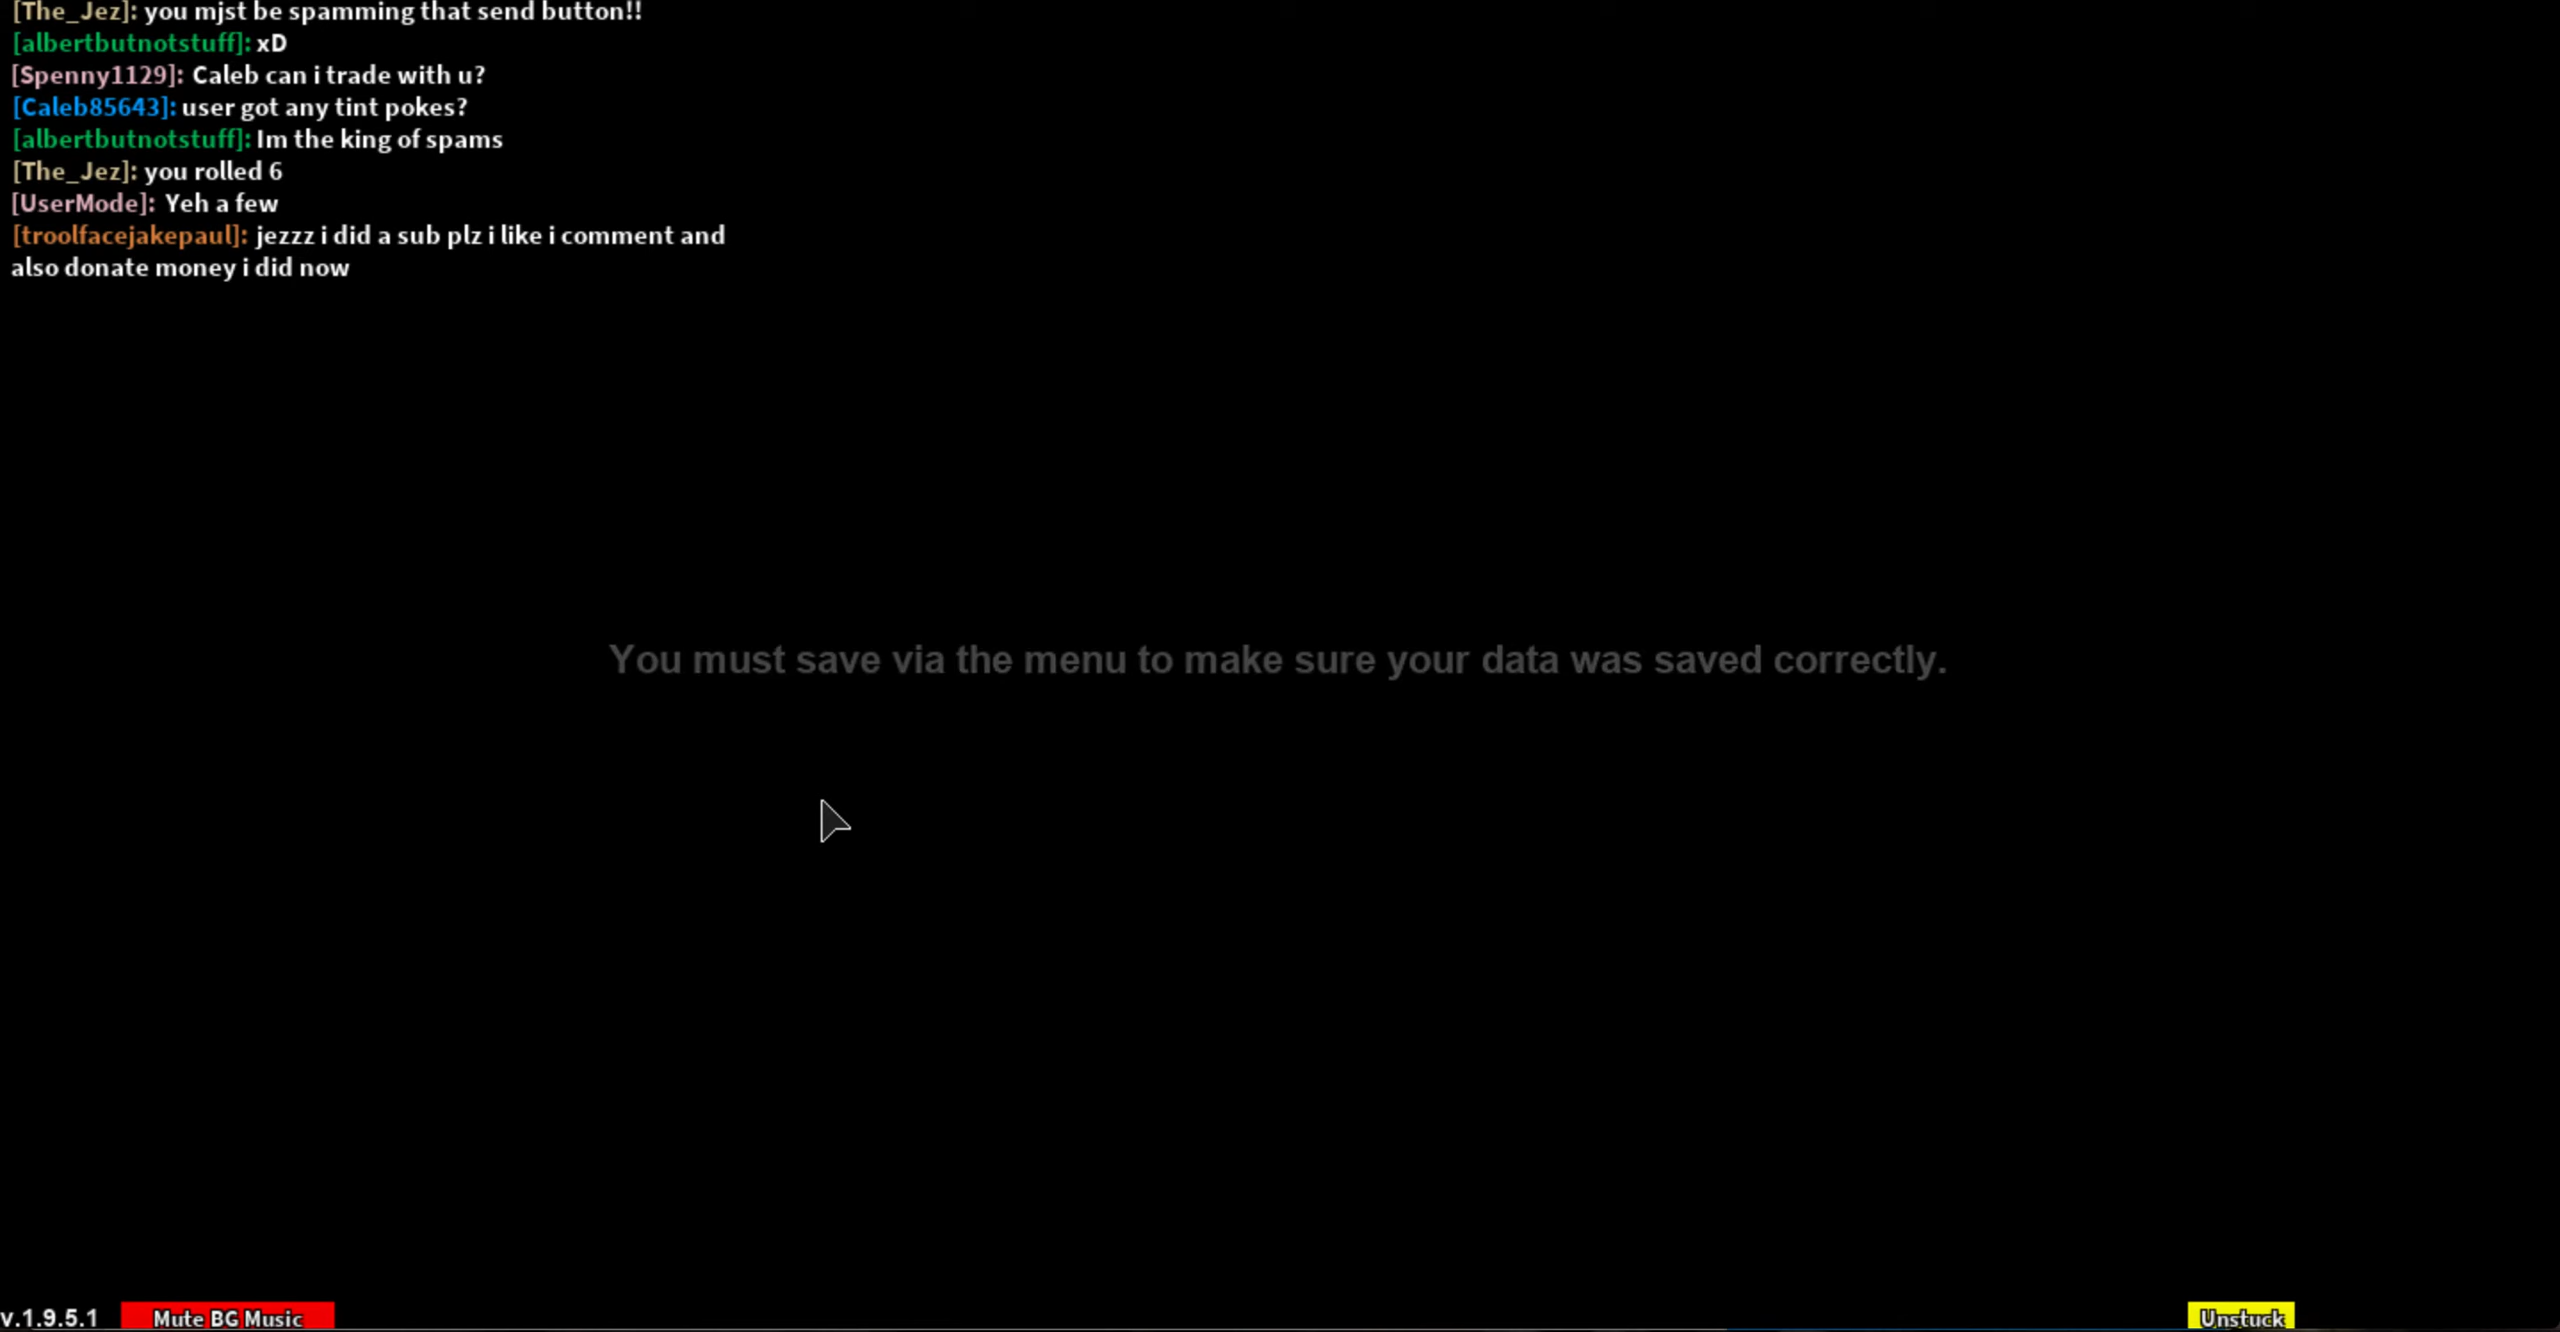 [The_Jez]: you mjst be spamming that send button!!
[albertbutnotstuff]: xD
[Spenny1129]: Caleb can i trade with u?
[Caleb85643]: user got any tint pokes?
[albertbutnotstuff]: Im the king of spams
[The_Jez]: you rolled 6
[UserMode]: Yeh a few
[troolfacejakepaul]: jezzz i did a sub plz i like i comment and
also donate money i did now
You must save via the menu to make sure your data was saved correctly.
v.1.9.5.1 Mute BG Music Unstuck